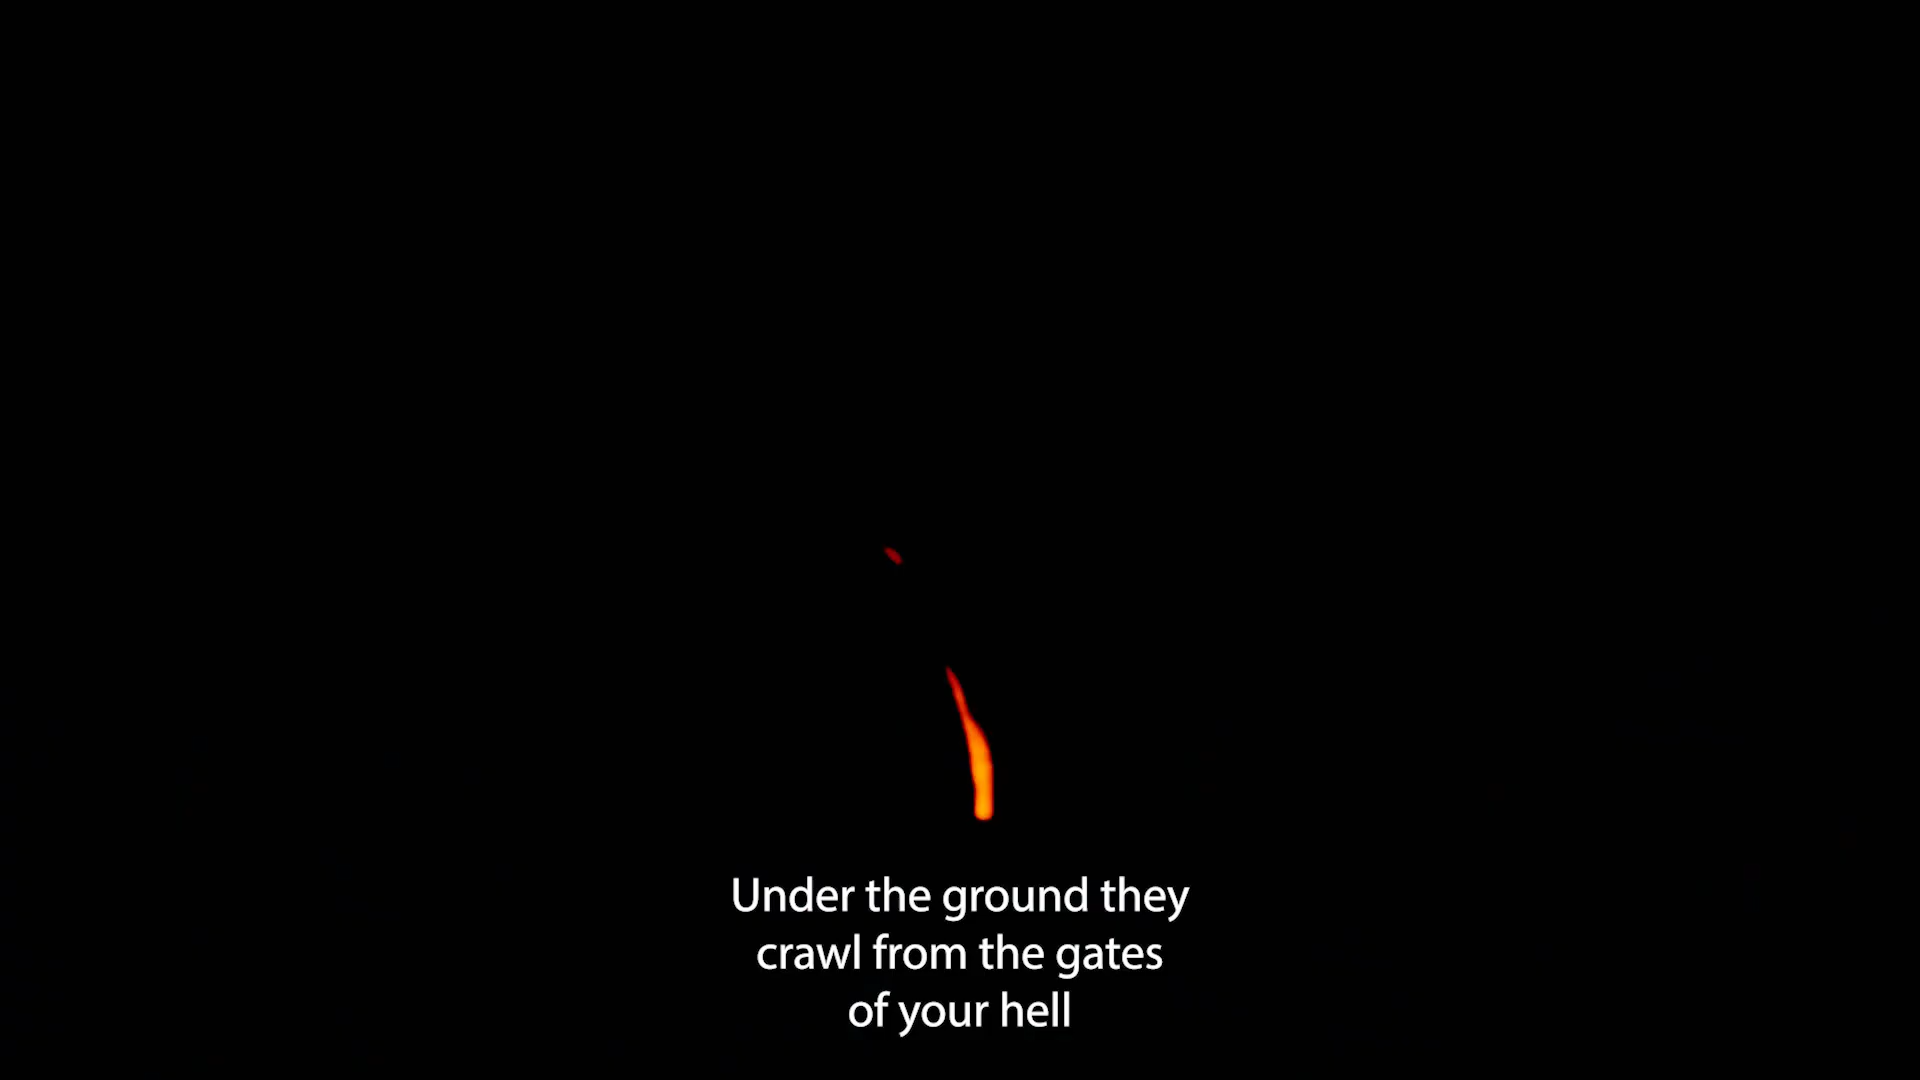 Under the ground they
crawl from the gates
of your hell